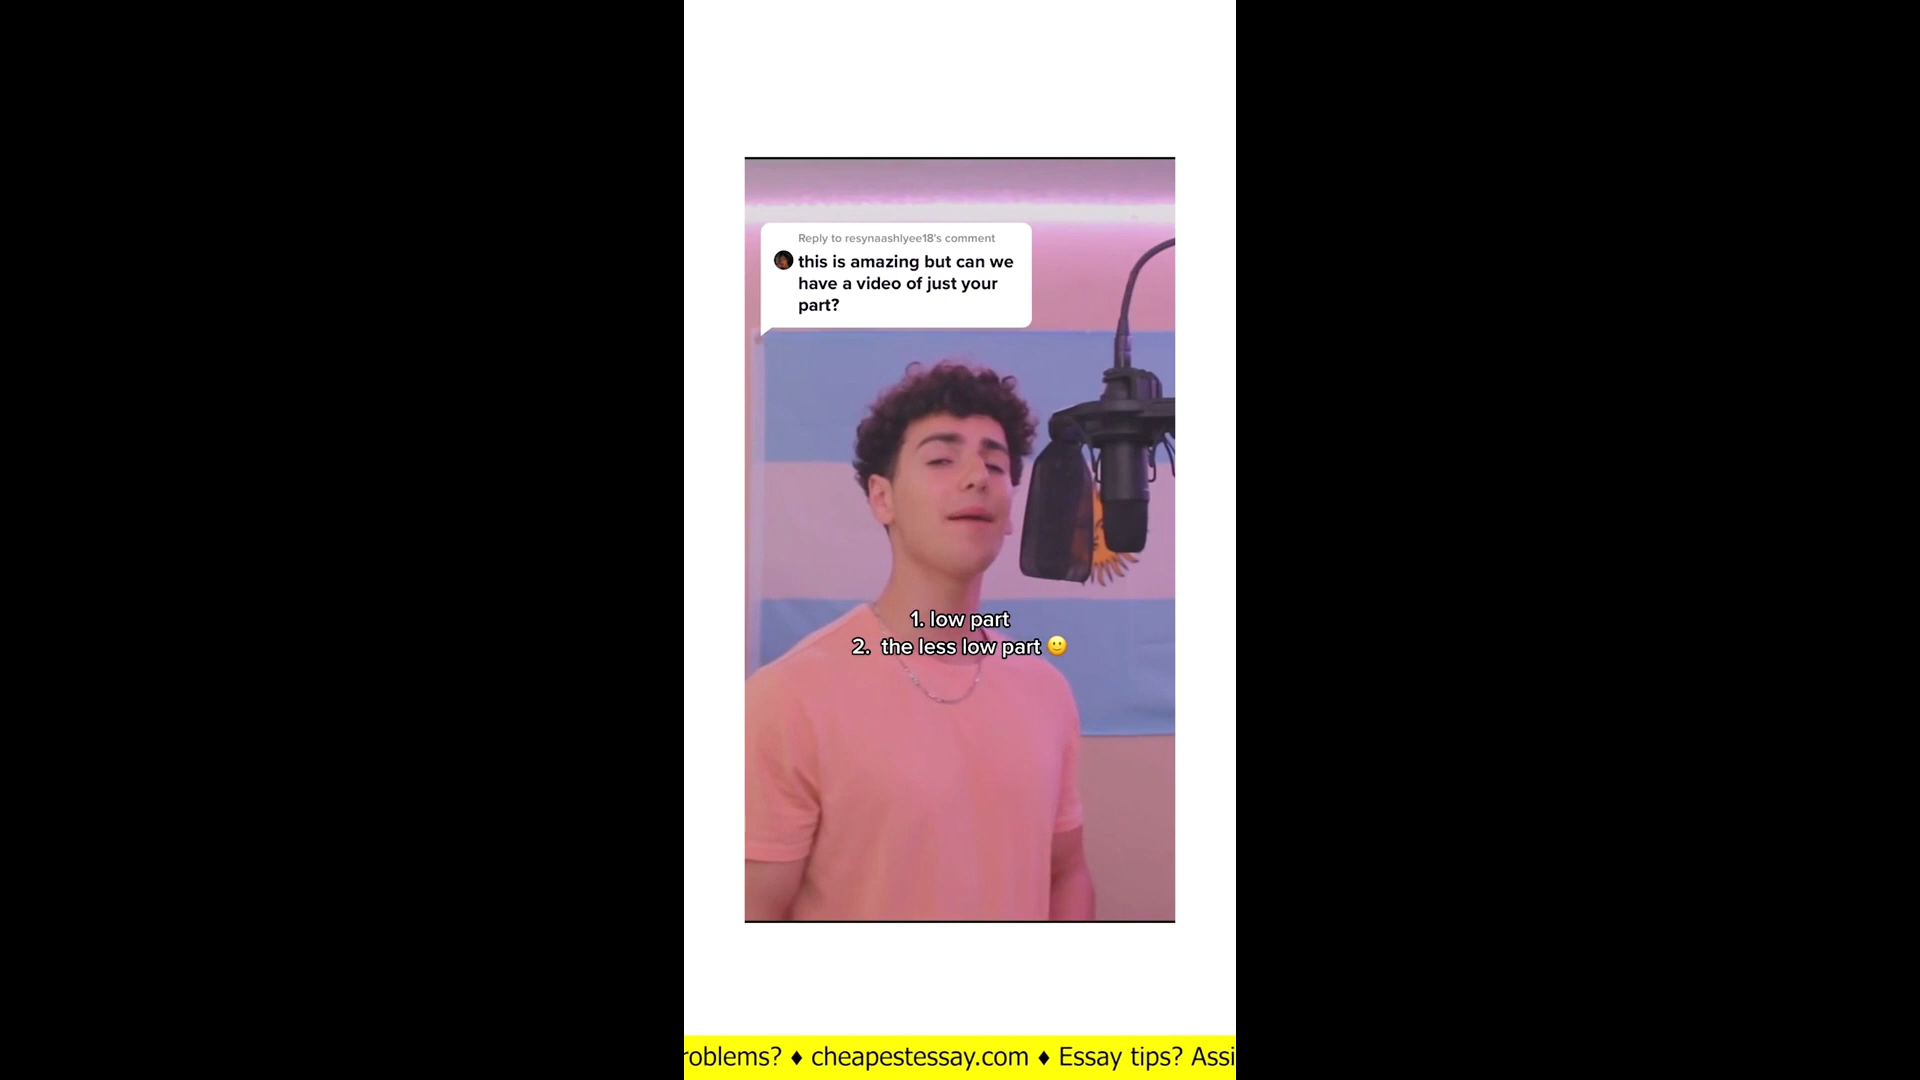 Reply to resynaashlyee18's comment
this is amazing but can we
have a video of just your
part?
1. low part
2. the less low part 🙂
roblems? ♦ cheapestessay.com ♦ Essay tips? Assi